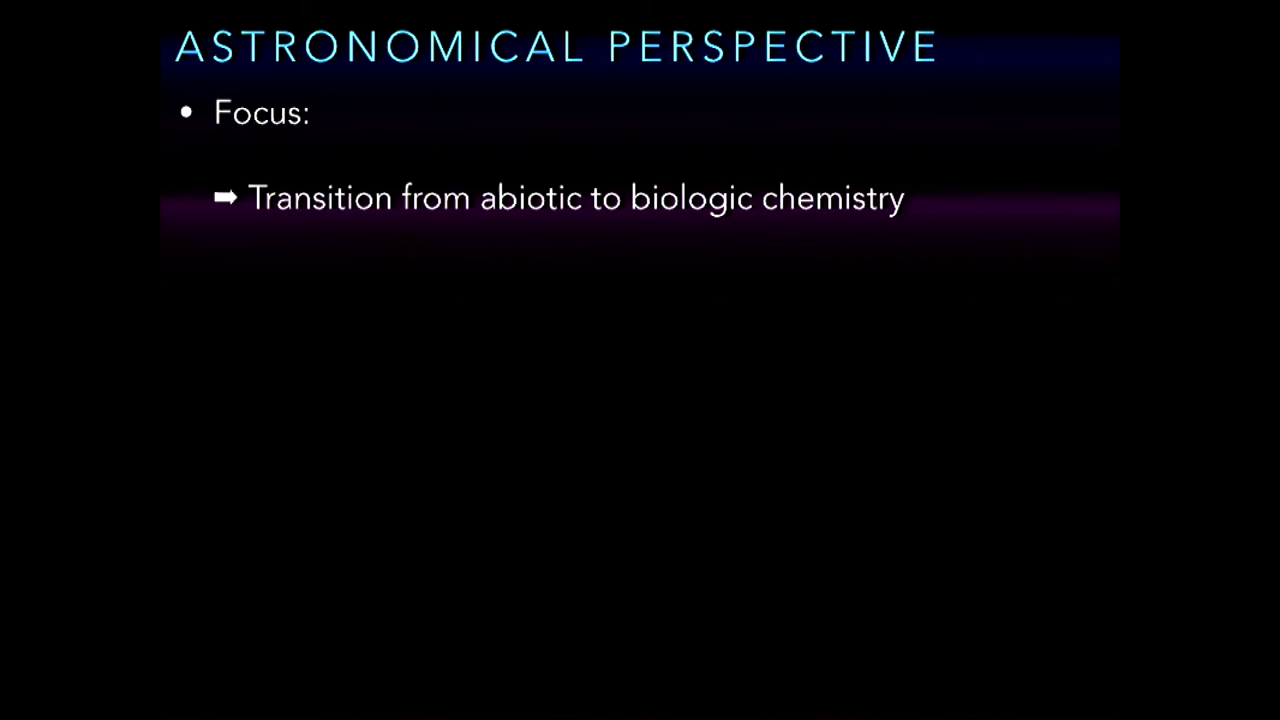 ASTRONOMICAL PERSPECTIVE
• Focus:
➡ Transition from abiotic to biologic chemistry